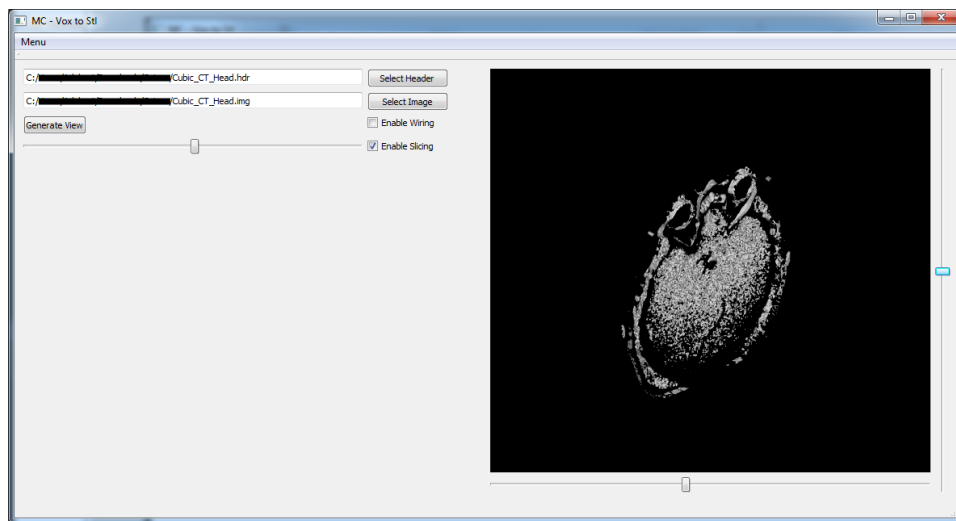 MC - Vox to Stl
Menu
C:/ /Cubic_CT_Head.hdr
Select Header
C:/ /Cubic_CT_Head.img
Select Image
Generate View
Enable Wiring
Enable Slicing